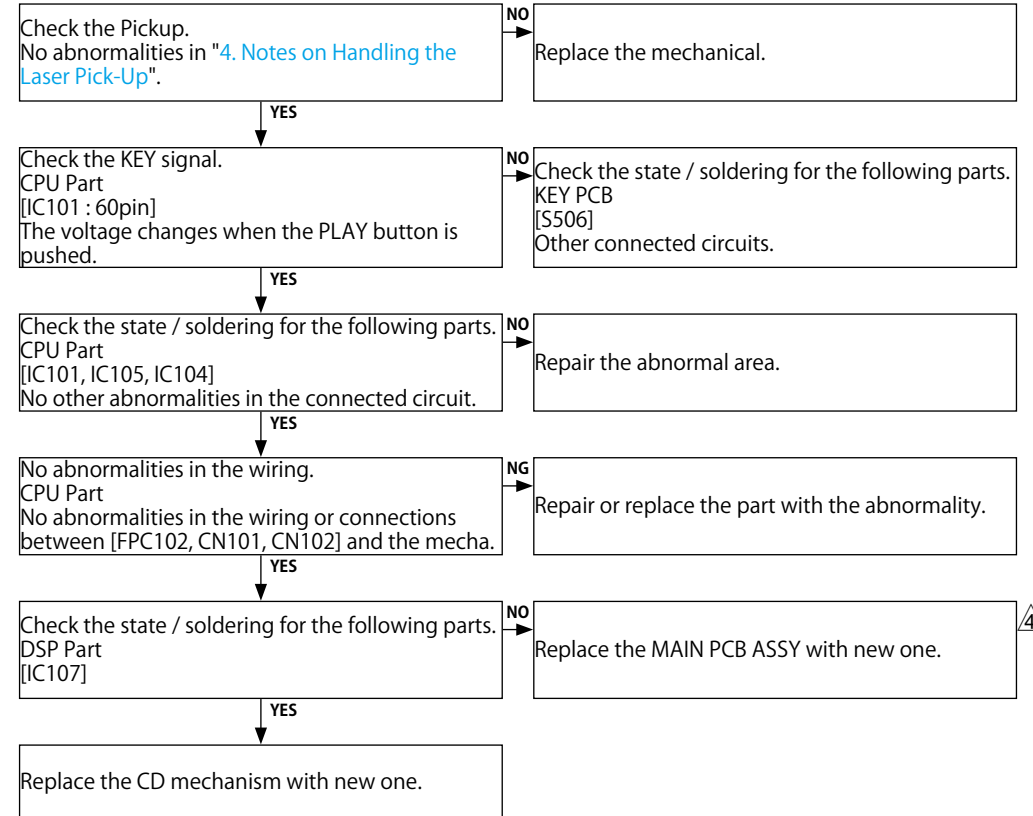 Check the Pickup.
No abnormalities in "4. Notes on Handling the
Laser Pick-Up".
NO
Replace the mechanical.
YES
Check the KEY signal.
CPU Part
[IC101 : 60pin]
The voltage changes when the PLAY button is
pushed.
NO
Check the state / soldering for the following parts.
KEY PCB
[S506]
Other connected circuits.
YES
Check the state / soldering for the following parts.
CPU Part
[IC101, IC105, IC104]
No other abnormalities in the connected circuit.
NO
Repair the abnormal area.
YES
No abnormalities in the wiring.
CPU Part
No abnormalities in the wiring or connections
between [FPC102, CN101, CN102] and the mecha.
NG
Repair or replace the part with the abnormality.
YES
Check the state / soldering for the following parts.
DSP Part
[IC107]
NO
Replace the MAIN PCB ASSY with new one.
4
YES
Replace the CD mechanism with new one.